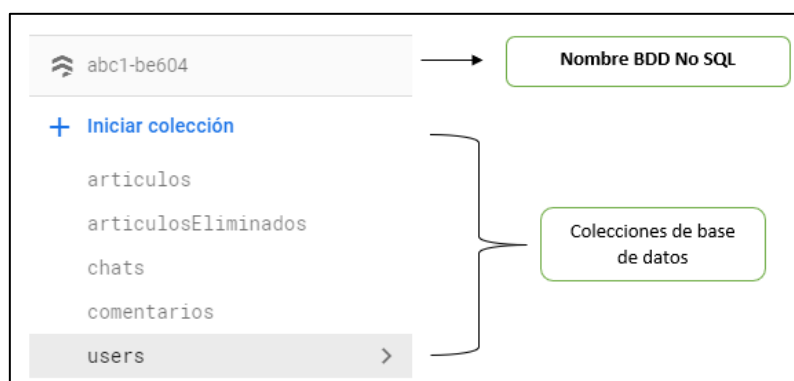 abc1-be604
Nombre BDD No SQL
+ Iniciar colección
articulos
articulosEliminados
chats
comentarios
users
Colecciones de base
de datos